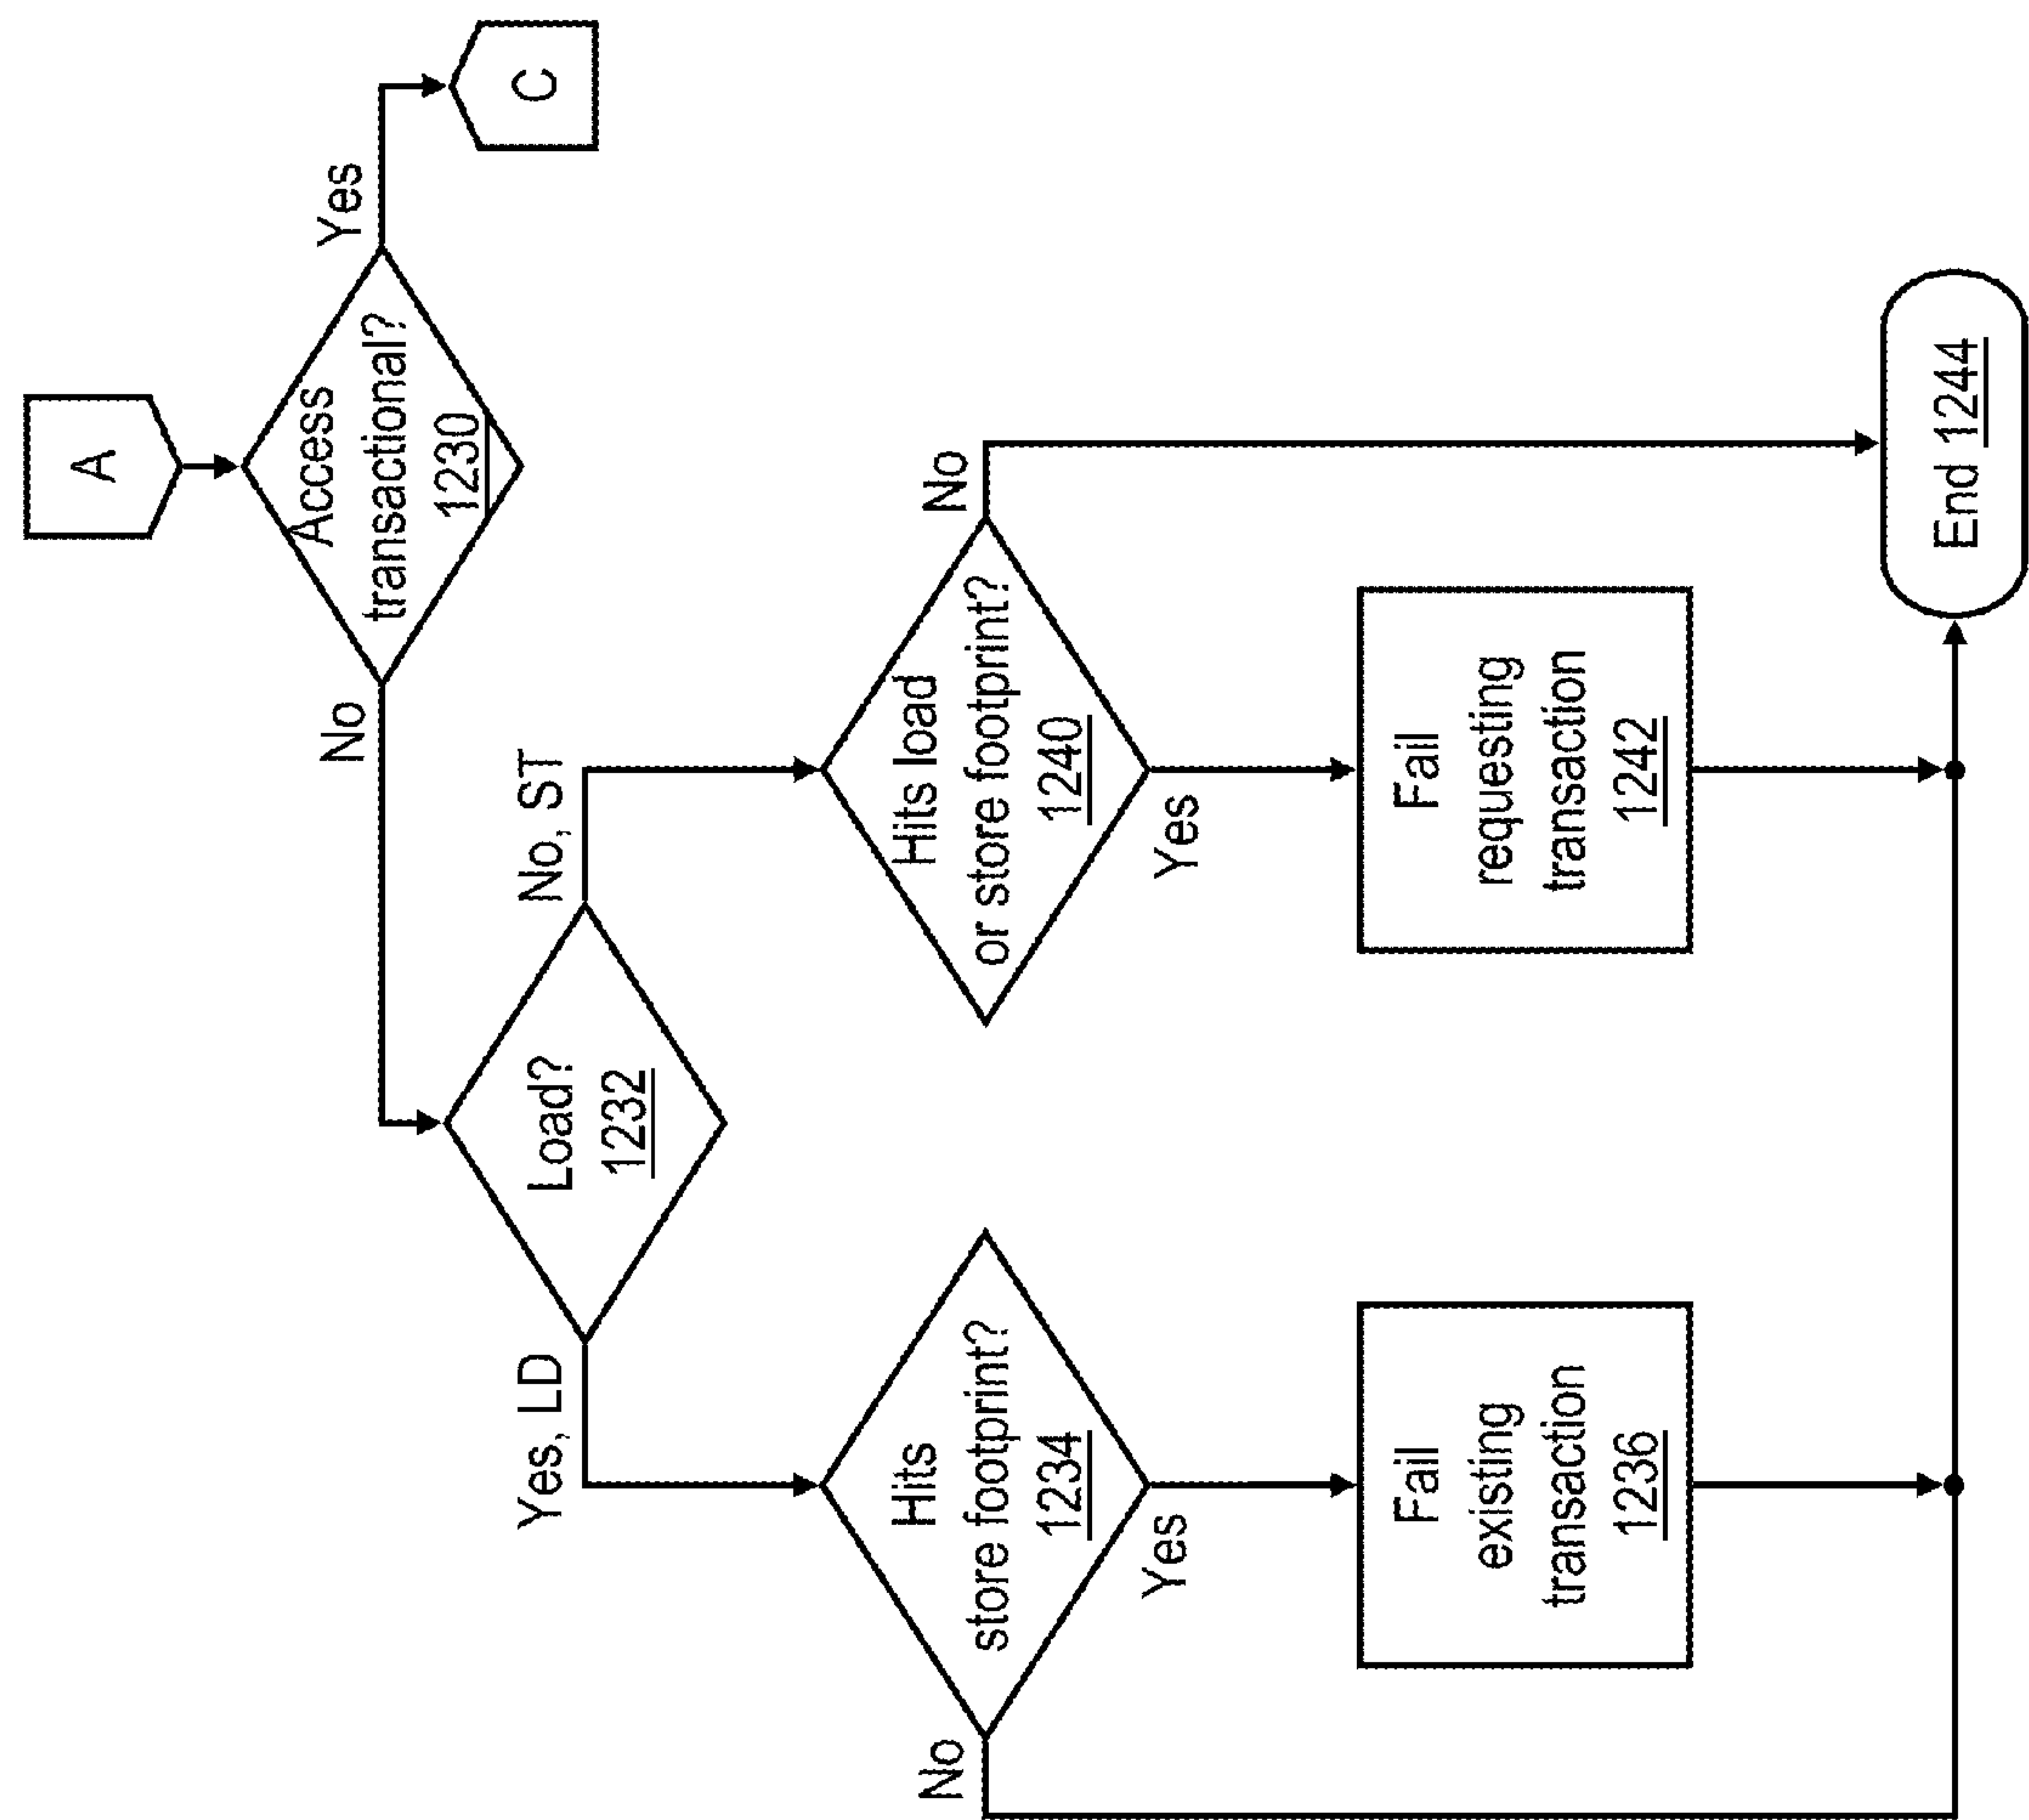 A
Access
transactional?
1230
Yes
C
No
Load?
1232
Yes, LD
No, ST
Hits
store footprint?
1234
No
Yes
Hits load
or store footprint?
1240
No
Yes
Fail
existing
transaction
1236
Fail
requesting
transaction
1242
End 1244